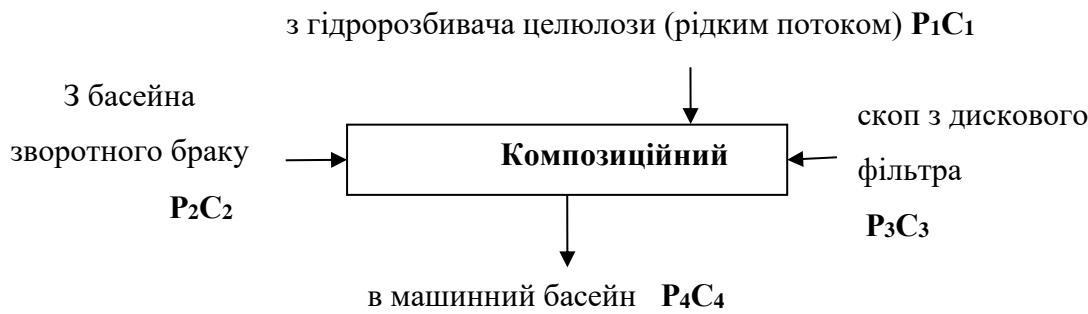 з гідророзбивача целюлози (рідким потоком) P₁C₁
З басейна
зворотного браку
P₂C₂
Композиційний
скоп з дискового
фільтра
P₃C₃
в машинний басейн P₄C₄